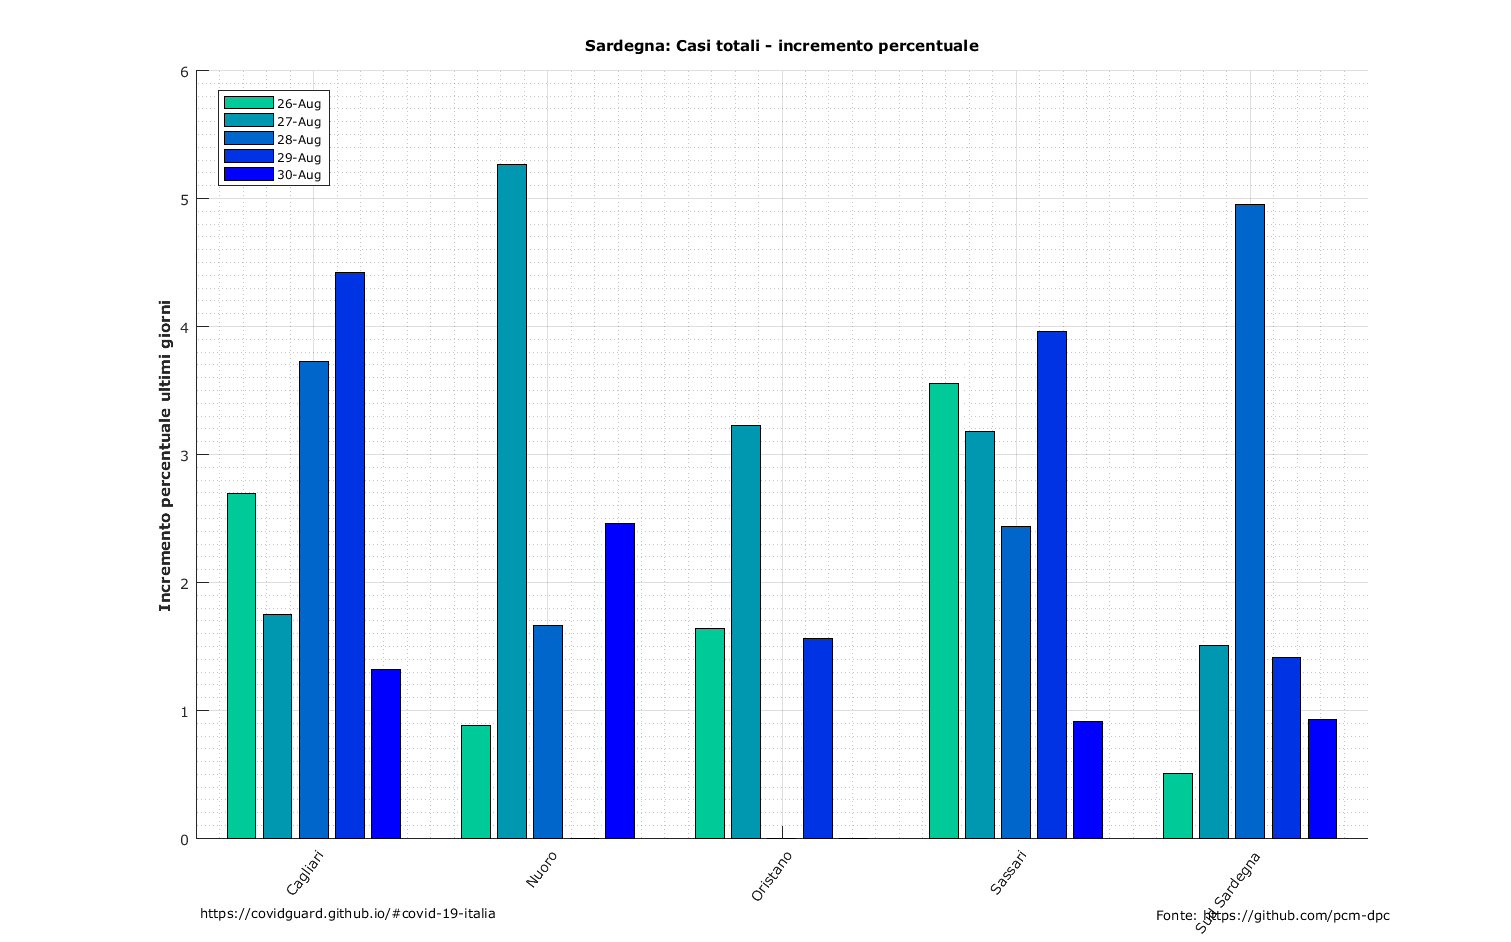 Sardegna: Casi totali - incremento percentuale
6
5
4
3
2
1
0
Incremento percentuale ultimi giorni
26-Aug
27-Aug
28-Aug
29-Aug
30-Aug
Cagliari
Nuoro
Oristano
Sassari
Sud Sardegna
https://covidguard.github.io/#covid-19-italia
Fonte: https://github.com/pcm-dpc